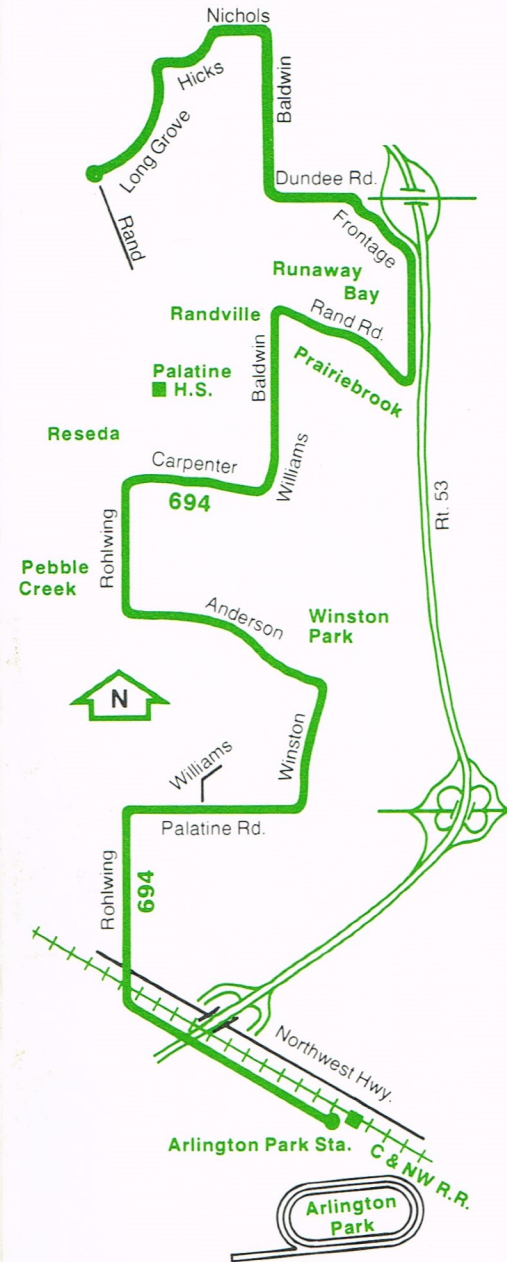 Nichols
Hicks
Baldwin
Long Grove
Dundee Rd.
Rand
Frontage
Runaway
Bay
Randville
Rand Rd.
Baldwin
Palatine
H.S.
Prairiebrook
Reseda
Carpenter
Williams
694
Rohlwing
Rt. 53
Pebble
Creek
Anderson
Winston
Park
N
Winston
Williams
Palatine Rd.
Rohlwing
694
Northwest Hwy.
Arlington Park Sta.
C & NW R.R.
Arlington
Park